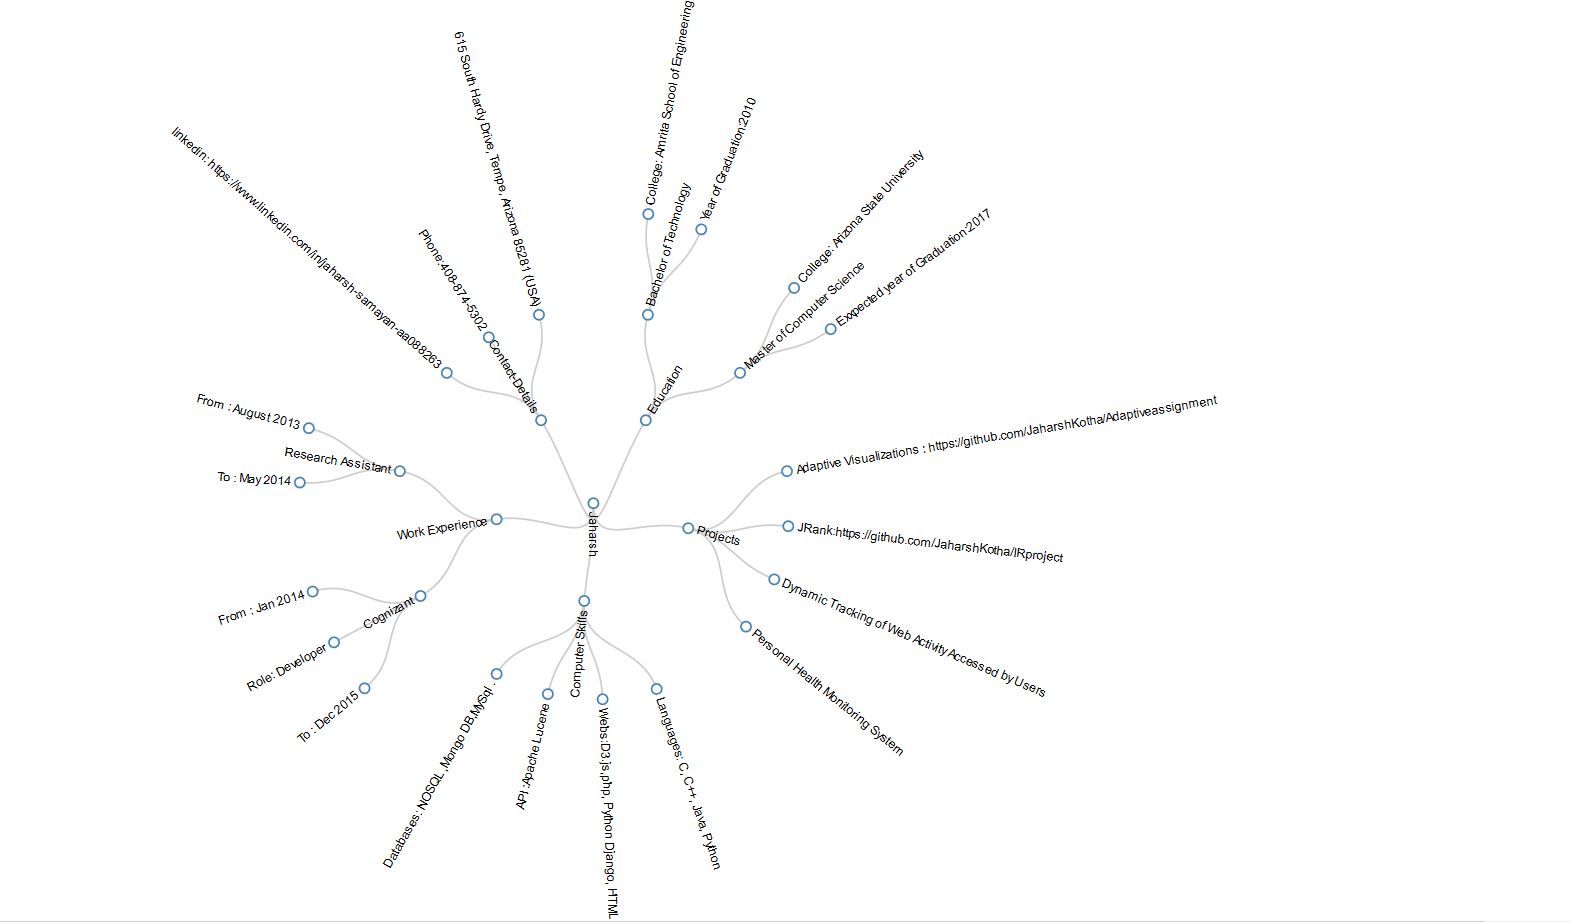 Jaharsh
Education
Bachelor of Technology
College: Amrita School of Engineering
Year of Graduation:2010
Master of Computer Science
College: Arizona State University
Exxpected year of Graduation:2017
Projects
Adaptive Visualizations : https://github.com/JaharshKotha/Adaptiveassignment
JRank:https://github.com/JaharshKotha/IRproject
Dynamic Tracking of Web Activity Accessed by Users
Personal Health Monitoring System
Computer Skills
Languages: C, C++, Java, Python
Webs:D3.js,php, Python Django, HTML
API :Apache Lucene
Databases: NOSQL ,Mongo DB,MySql .
Work Experience
Cognizant
To : Dec 2015
Role: Developer
From : Jan 2014
Research Assistant
To : May 2014
From : August 2013
Contact-Details
linkedin: https://www.linkedin.com/in/jaharsh-samayan-aa088263
Phone:408-874-5302
615 South Hardy Drive, Tempe, Arizona 85281 (USA)